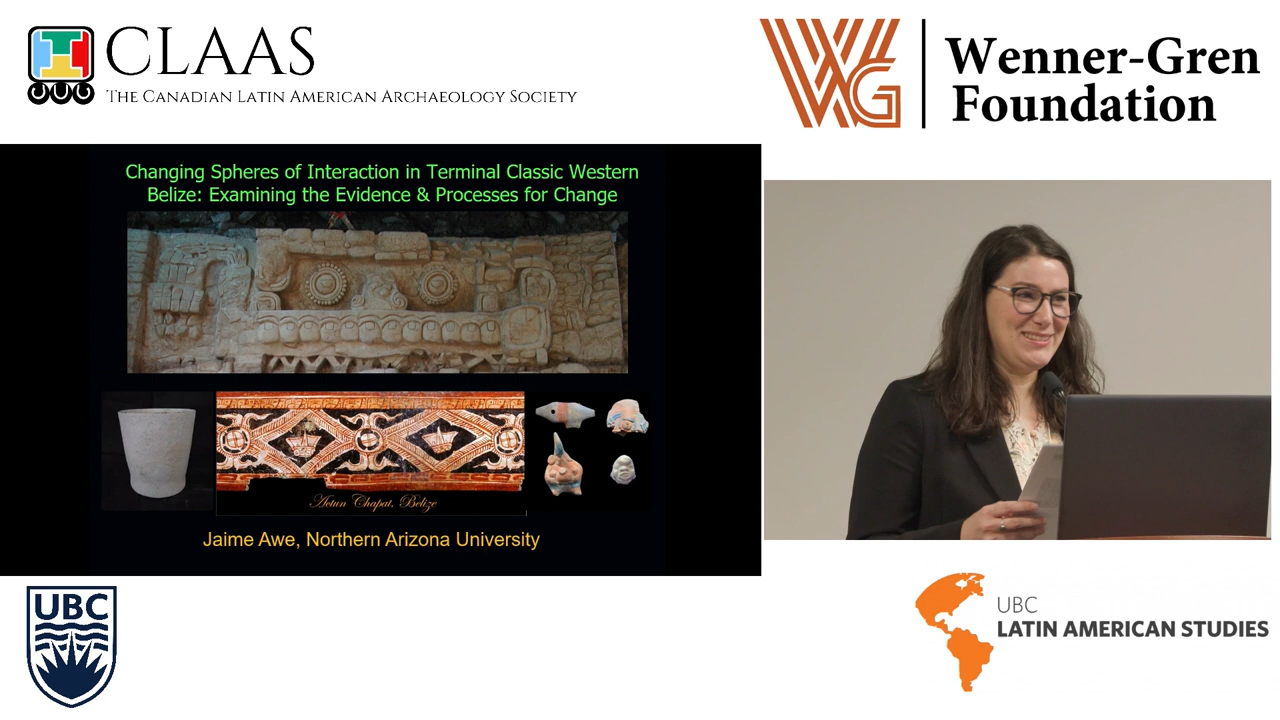 CLAAS
THE CANADIAN LATIN AMERICAN ARCHAEOLOGY SOCIETY
WG
Wenner-Gren
Foundation
Changing Spheres of Interaction in Terminal Classic Western
Belize: Examining the Evidence & Processes for Change
Actun Chapat, Belize
Jaime Awe, Northern Arizona University
UBC
UBC
LATIN AMERICAN STUDIES